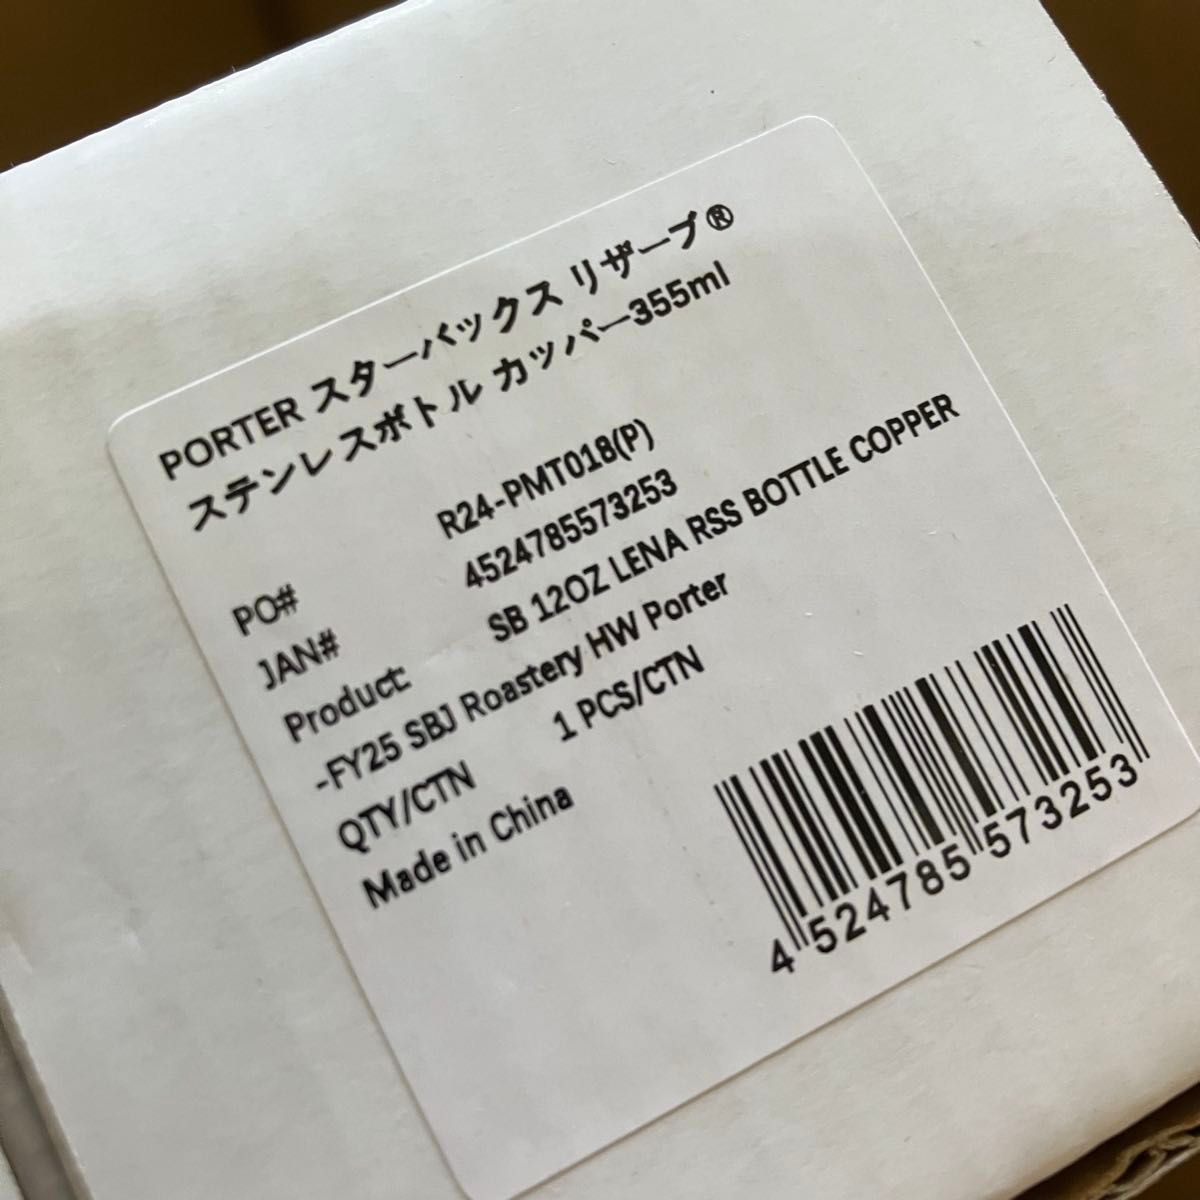 PORTER スターバックス リザーブ®
ステンレスボトル カッパー355ml
PO# R24-PMT018(P)
JAN# 4524785573253
Product: SB 12OZ LENA RSS BOTTLE COPPER
-FY25 SBJ Roastery HW Porter
QTY/CTN 1 PCS/CTN
Made in China
4 524785 573253